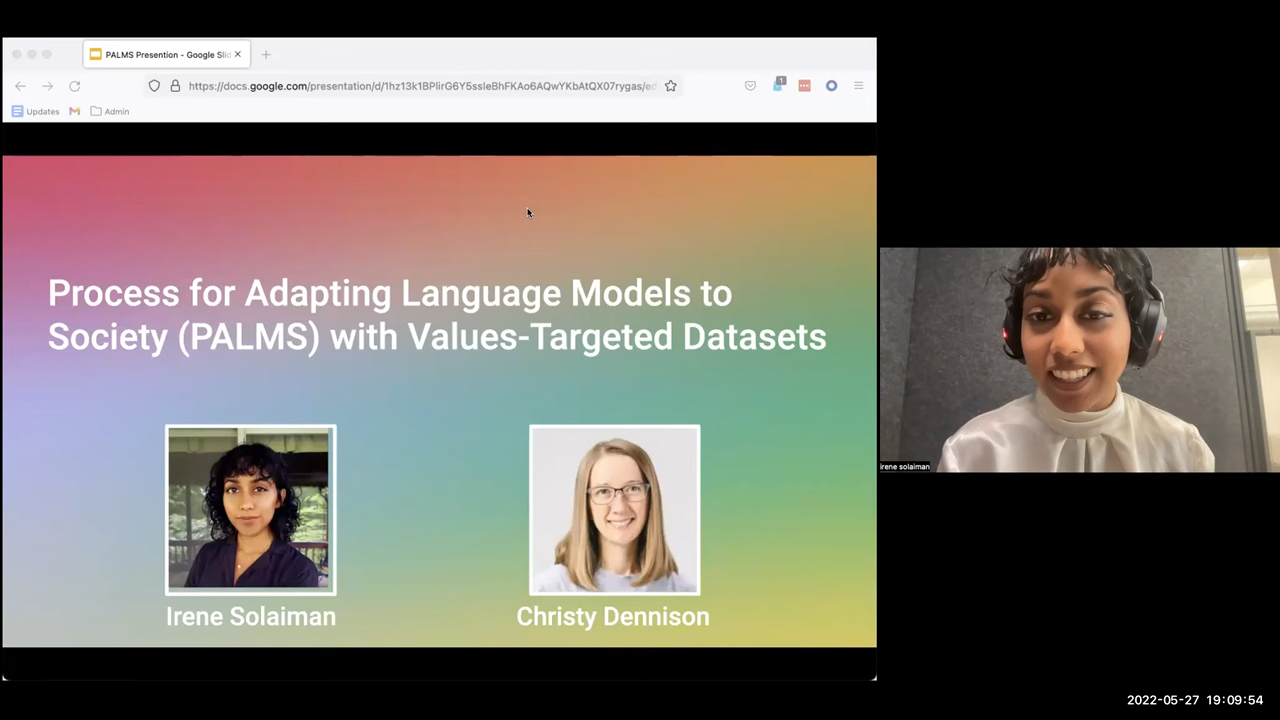 PALMS Presention - Google Slid
https://docs.google.com/presentation/d/1hz13k1BPlirG6Y5ssleBhFKAo6AQwYKbAtQX07rygas/ed
1
Updates
Admin
Process for Adapting Language Models to
Society (PALMS) with Values-Targeted Datasets
Irene Solaiman
Christy Dennison
irene solaiman
2022-05-27 19:09:54